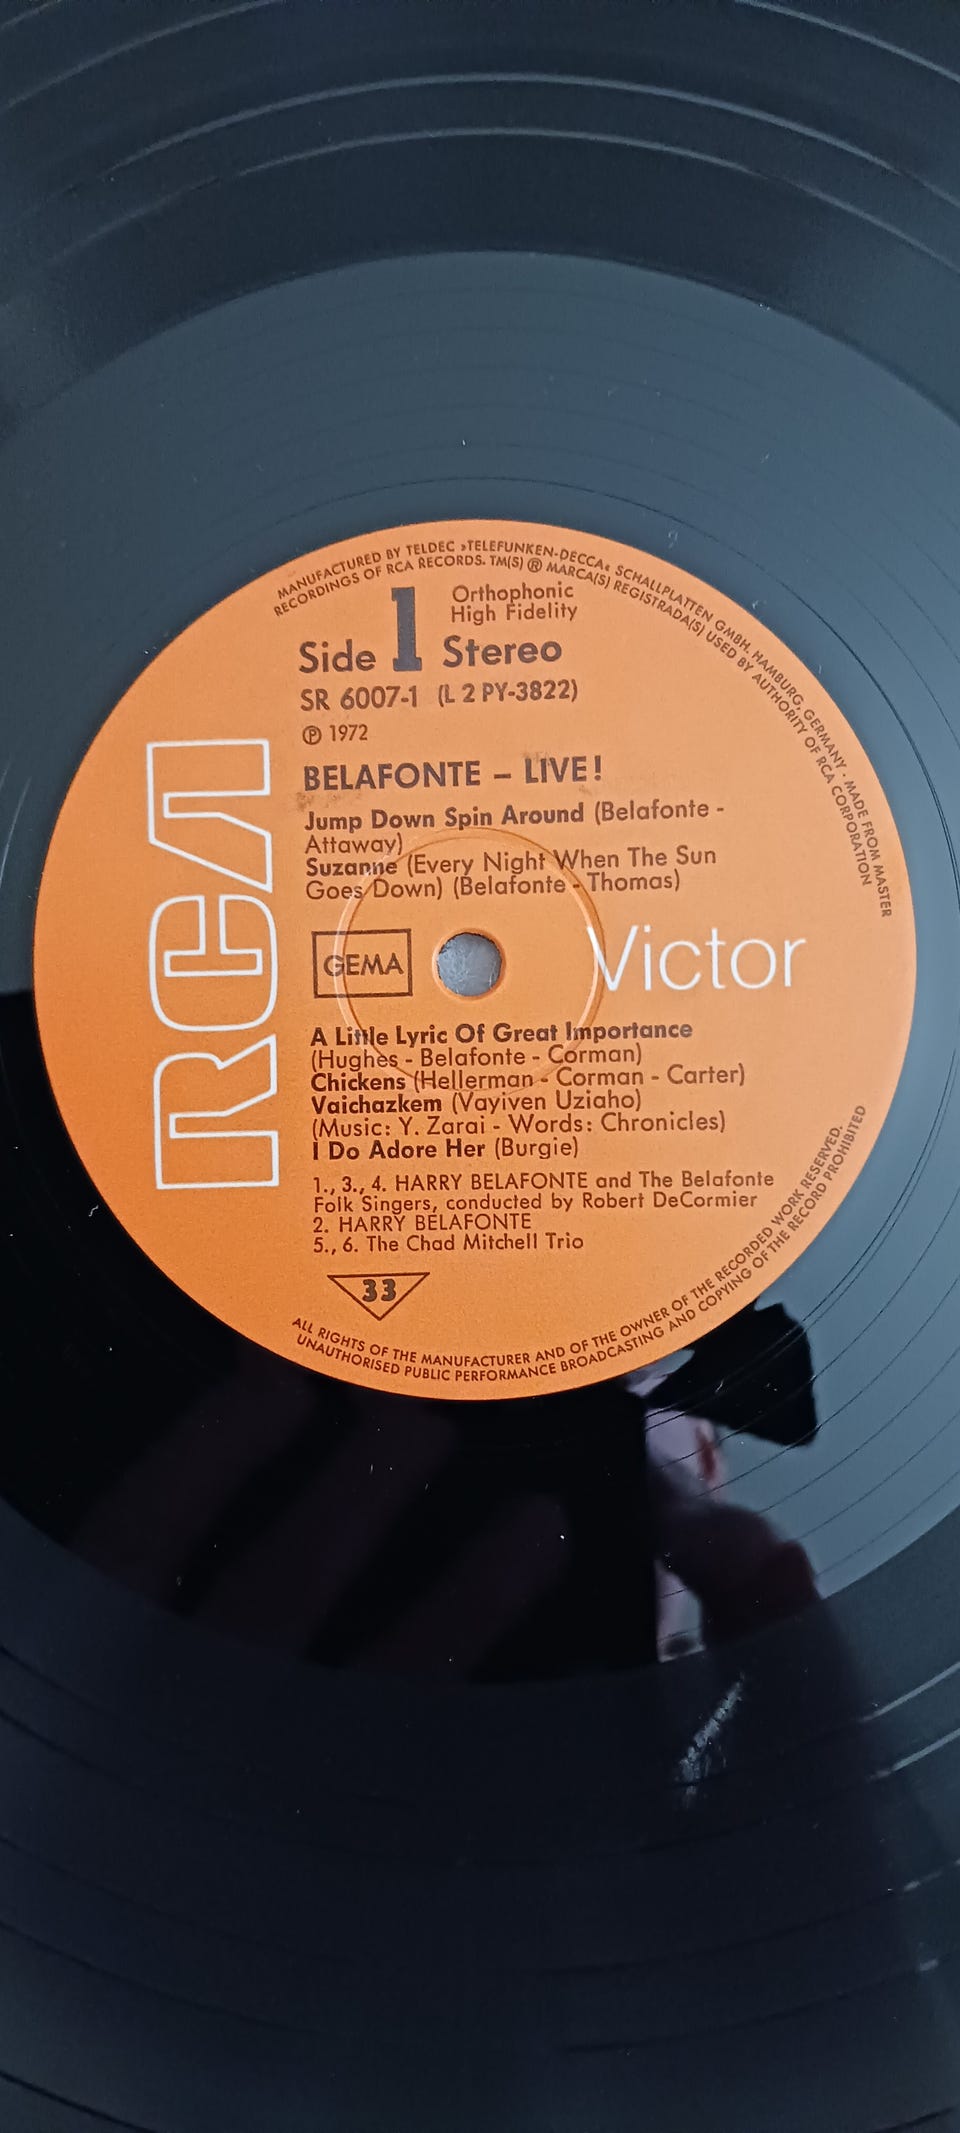 MANUFACTURED BY TELDEC »TELEFUNKEN-DECCA« SCHALLPLATTEN GMBH. HAMBURG, GERMANY · MADE FROM MASTER
RECORDINGS OF RCA RECORDS. TM(S) ® MARCA(S) REGISTRADA(S) USED BY AUTHORITY OF RCA CORPORATION
Orthophonic
High Fidelity
Side 1 Stereo
SR 6007-1 (L 2 PY-3822)
℗ 1972
BELAFONTE – LIVE!
Jump Down Spin Around (Belafonte -
Attaway)
Suzanne (Every Night When The Sun
Goes Down) (Belafonte - Thomas)
RCA
GEMA
Victor
A Little Lyric Of Great Importance
(Hughes - Belafonte - Corman)
Chickens (Hellerman - Corman - Carter)
Vaichazkem (Vayiven Uziaho)
(Music: Y. Zarai - Words: Chronicles)
I Do Adore Her (Burgie)
1., 3., 4. HARRY BELAFONTE and The Belafonte
Folk Singers, conducted by Robert DeCormier
2. HARRY BELAFONTE
5., 6. The Chad Mitchell Trio
33
ALL RIGHTS OF THE MANUFACTURER AND OF THE OWNER OF THE RECORDED WORK RESERVED.
UNAUTHORISED PUBLIC PERFORMANCE BROADCASTING AND COPYING OF THE RECORD PROHIBITED